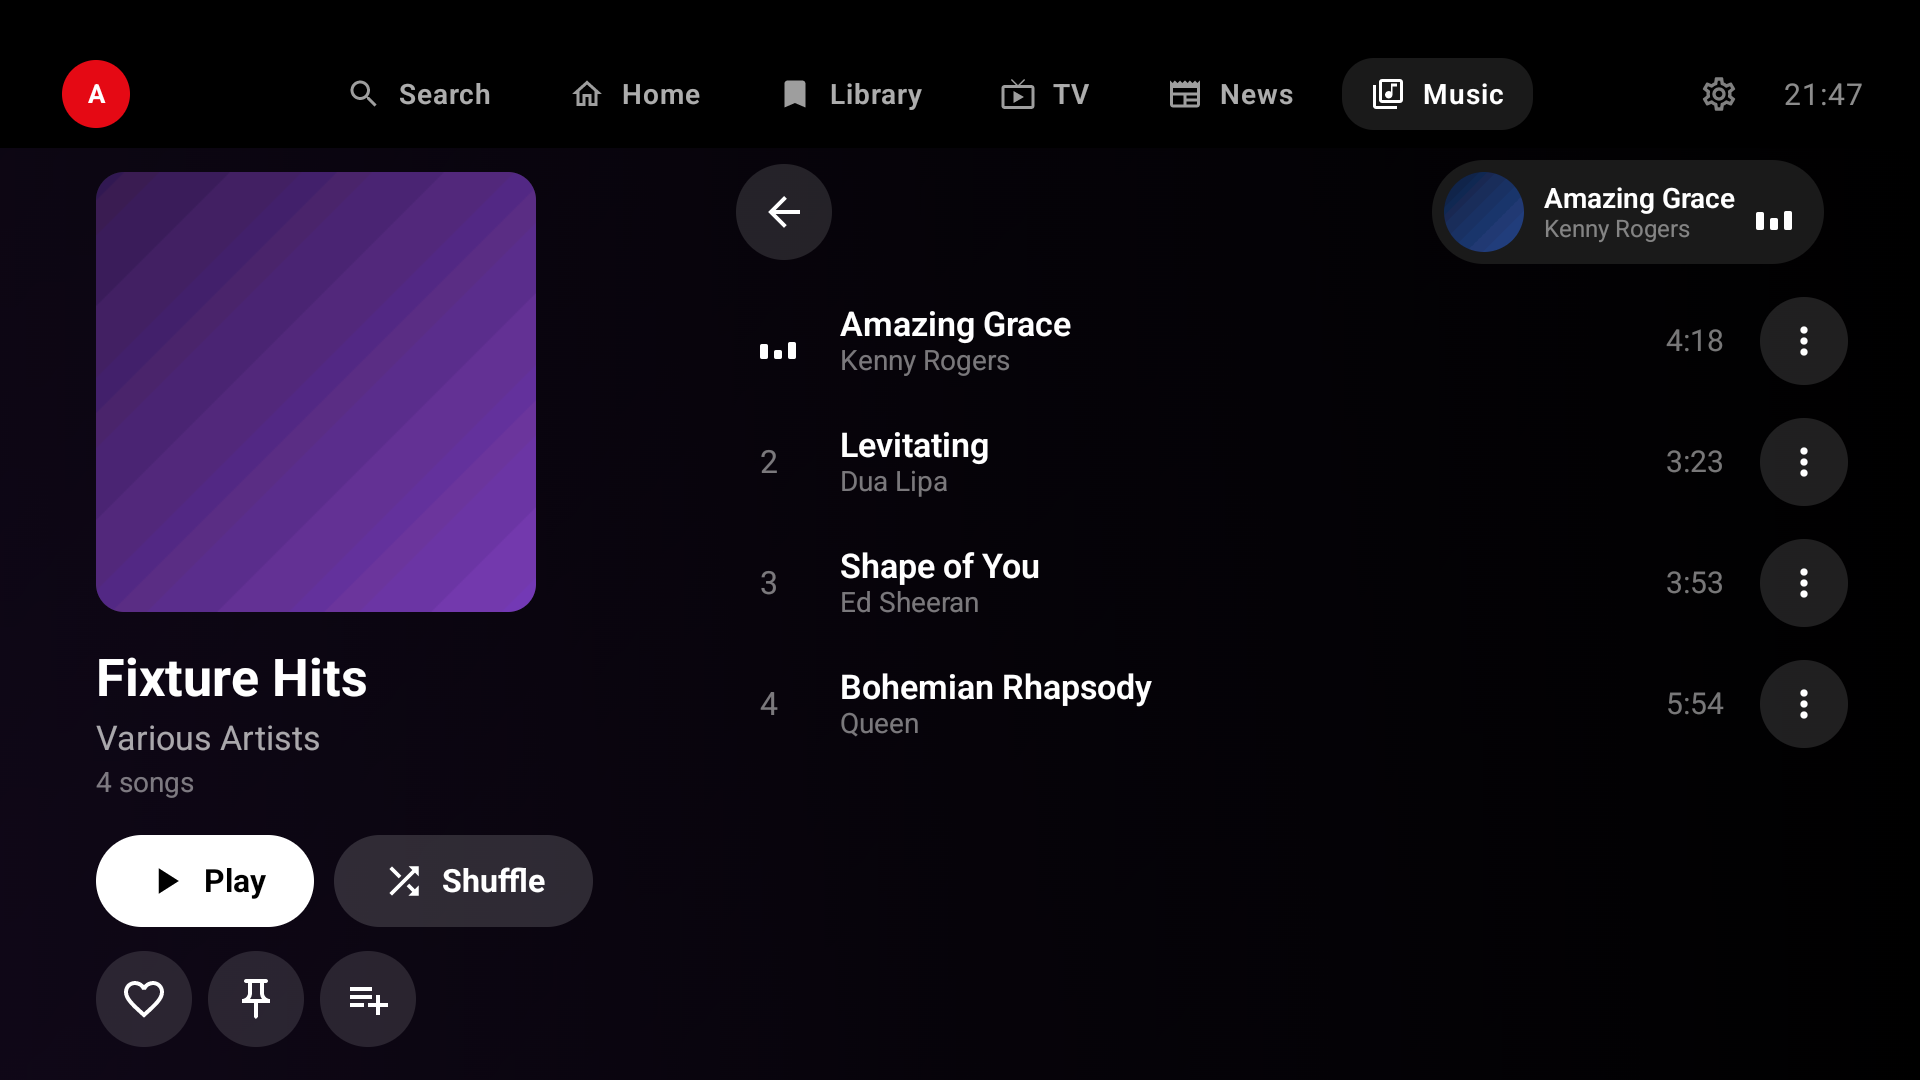 A
Search
Home
Library
TV
News
Music
21:47
Amazing Grace
Kenny Rogers
Amazing Grace
Kenny Rogers
4:18
2
Levitating
Dua Lipa
3:23
3
Shape of You
Ed Sheeran
3:53
4
Bohemian Rhapsody
Queen
5:54
Fixture Hits
Various Artists
4 songs
Play
Shuffle